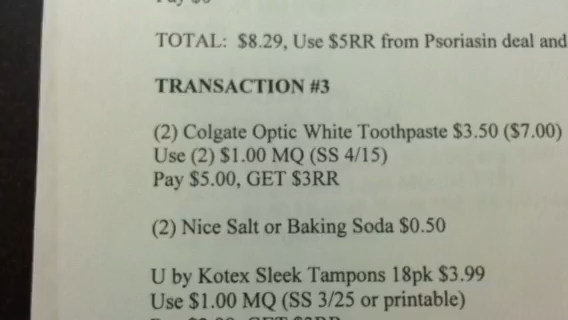 TOTAL: $8.29, Use $5RR from Psoriasin deal and
TRANSACTION #3
(2) Colgate Optic White Toothpaste $3.50 ($7.00)
Use (2) $1.00 MQ (SS 4/15)
Pay $5.00, GET $3RR
(2) Nice Salt or Baking Soda $0.50
U by Kotex Sleek Tampons 18pk $3.99
Use $1.00 MQ (SS 3/25 or printable)